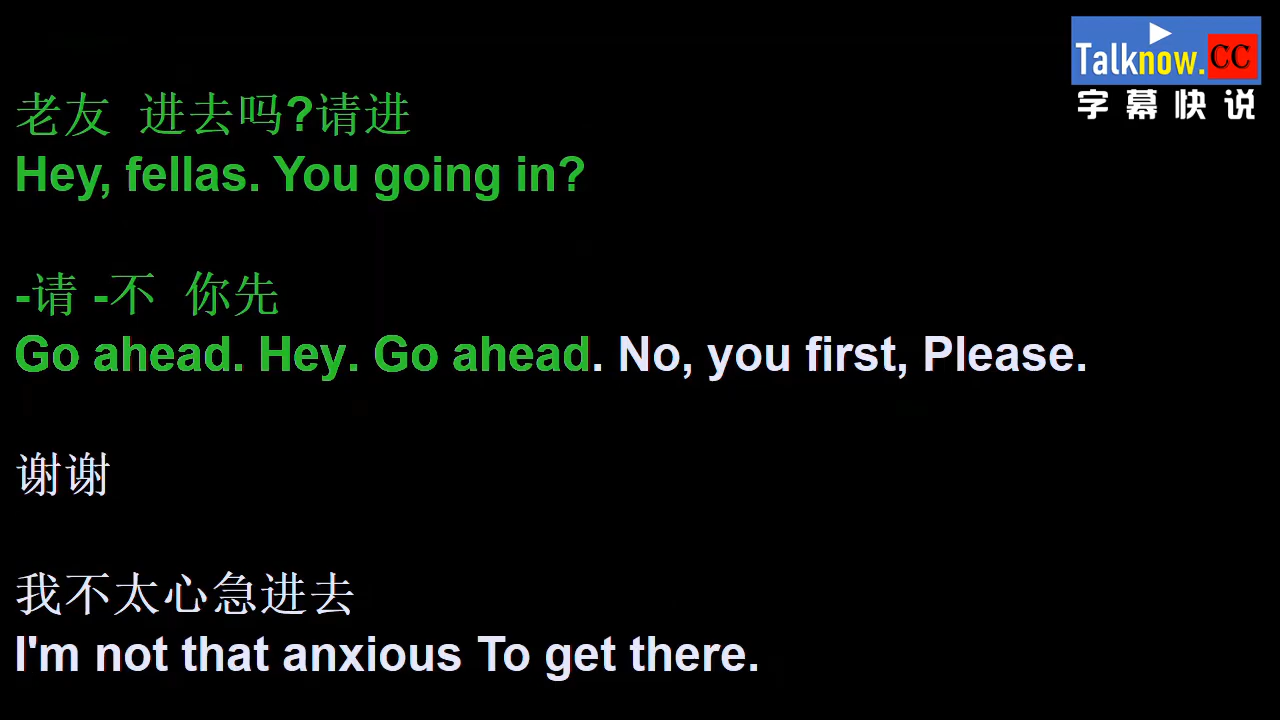 Talknow.CC
字幕快说
老友 进去吗?请进
Hey, fellas. You going in?
-请 -不 你先
Go ahead. Hey. Go ahead. No, you first, Please.
谢谢
我不太心急进去
I'm not that anxious To get there.